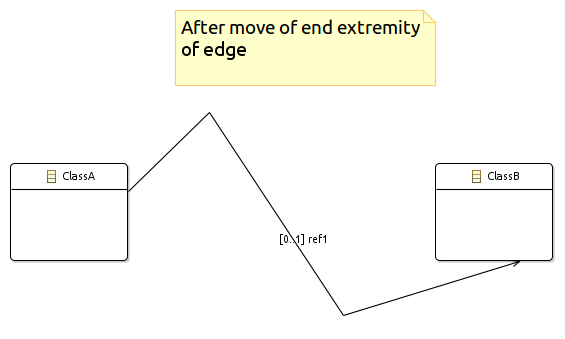 After move of end extremity
of edge
ClassA
ClassB
[0..1] ref1